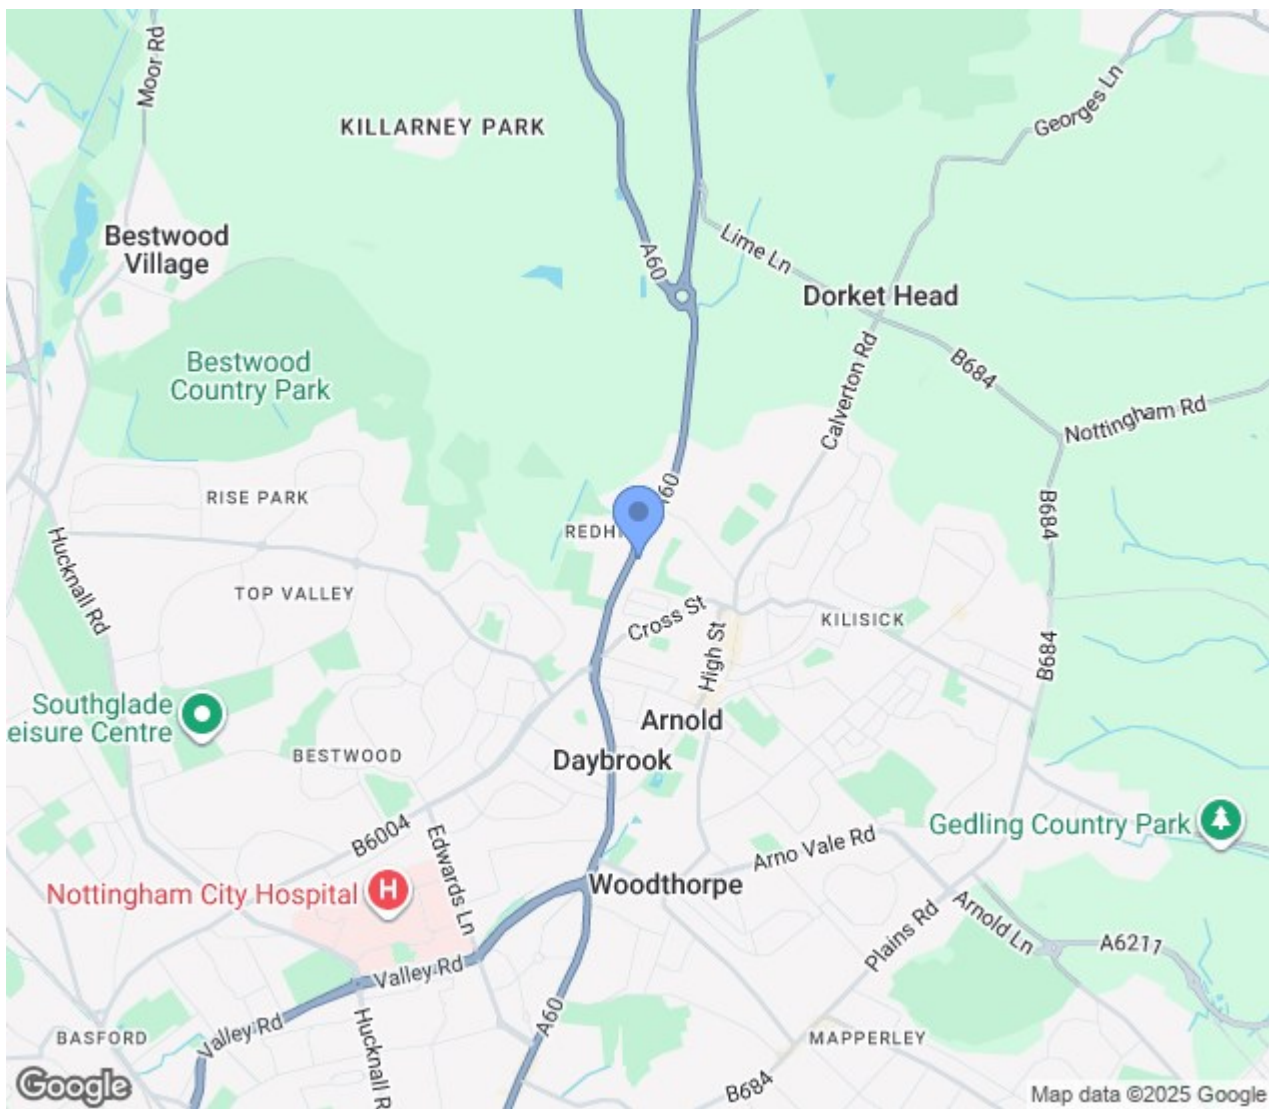 Moor Rd
KILLARNEY PARK
Georges Ln
Bestwood
Village
A60
Lime Ln
Dorket Head
Bestwood
Country Park
Calverton Rd
B684
Nottingham Rd
RISE PARK
A60
B684
REDH
Hucknall Rd
TOP VALLEY
Cross St
KILISICK
High St
B684
Southglade
eisure Centre
Arnold
BESTWOOD
Daybrook
B6004
Edwards Ln
Gedling Country Park
Arno Vale Rd
Nottingham City Hospital
H
Woodthorpe
Plains Rd
Arnold Ln
A6211
Valley Rd
A60
Valley Rd
BASFORD
Hucknall R
MAPPERLEY
B684
Google
Map data ©2025 Google